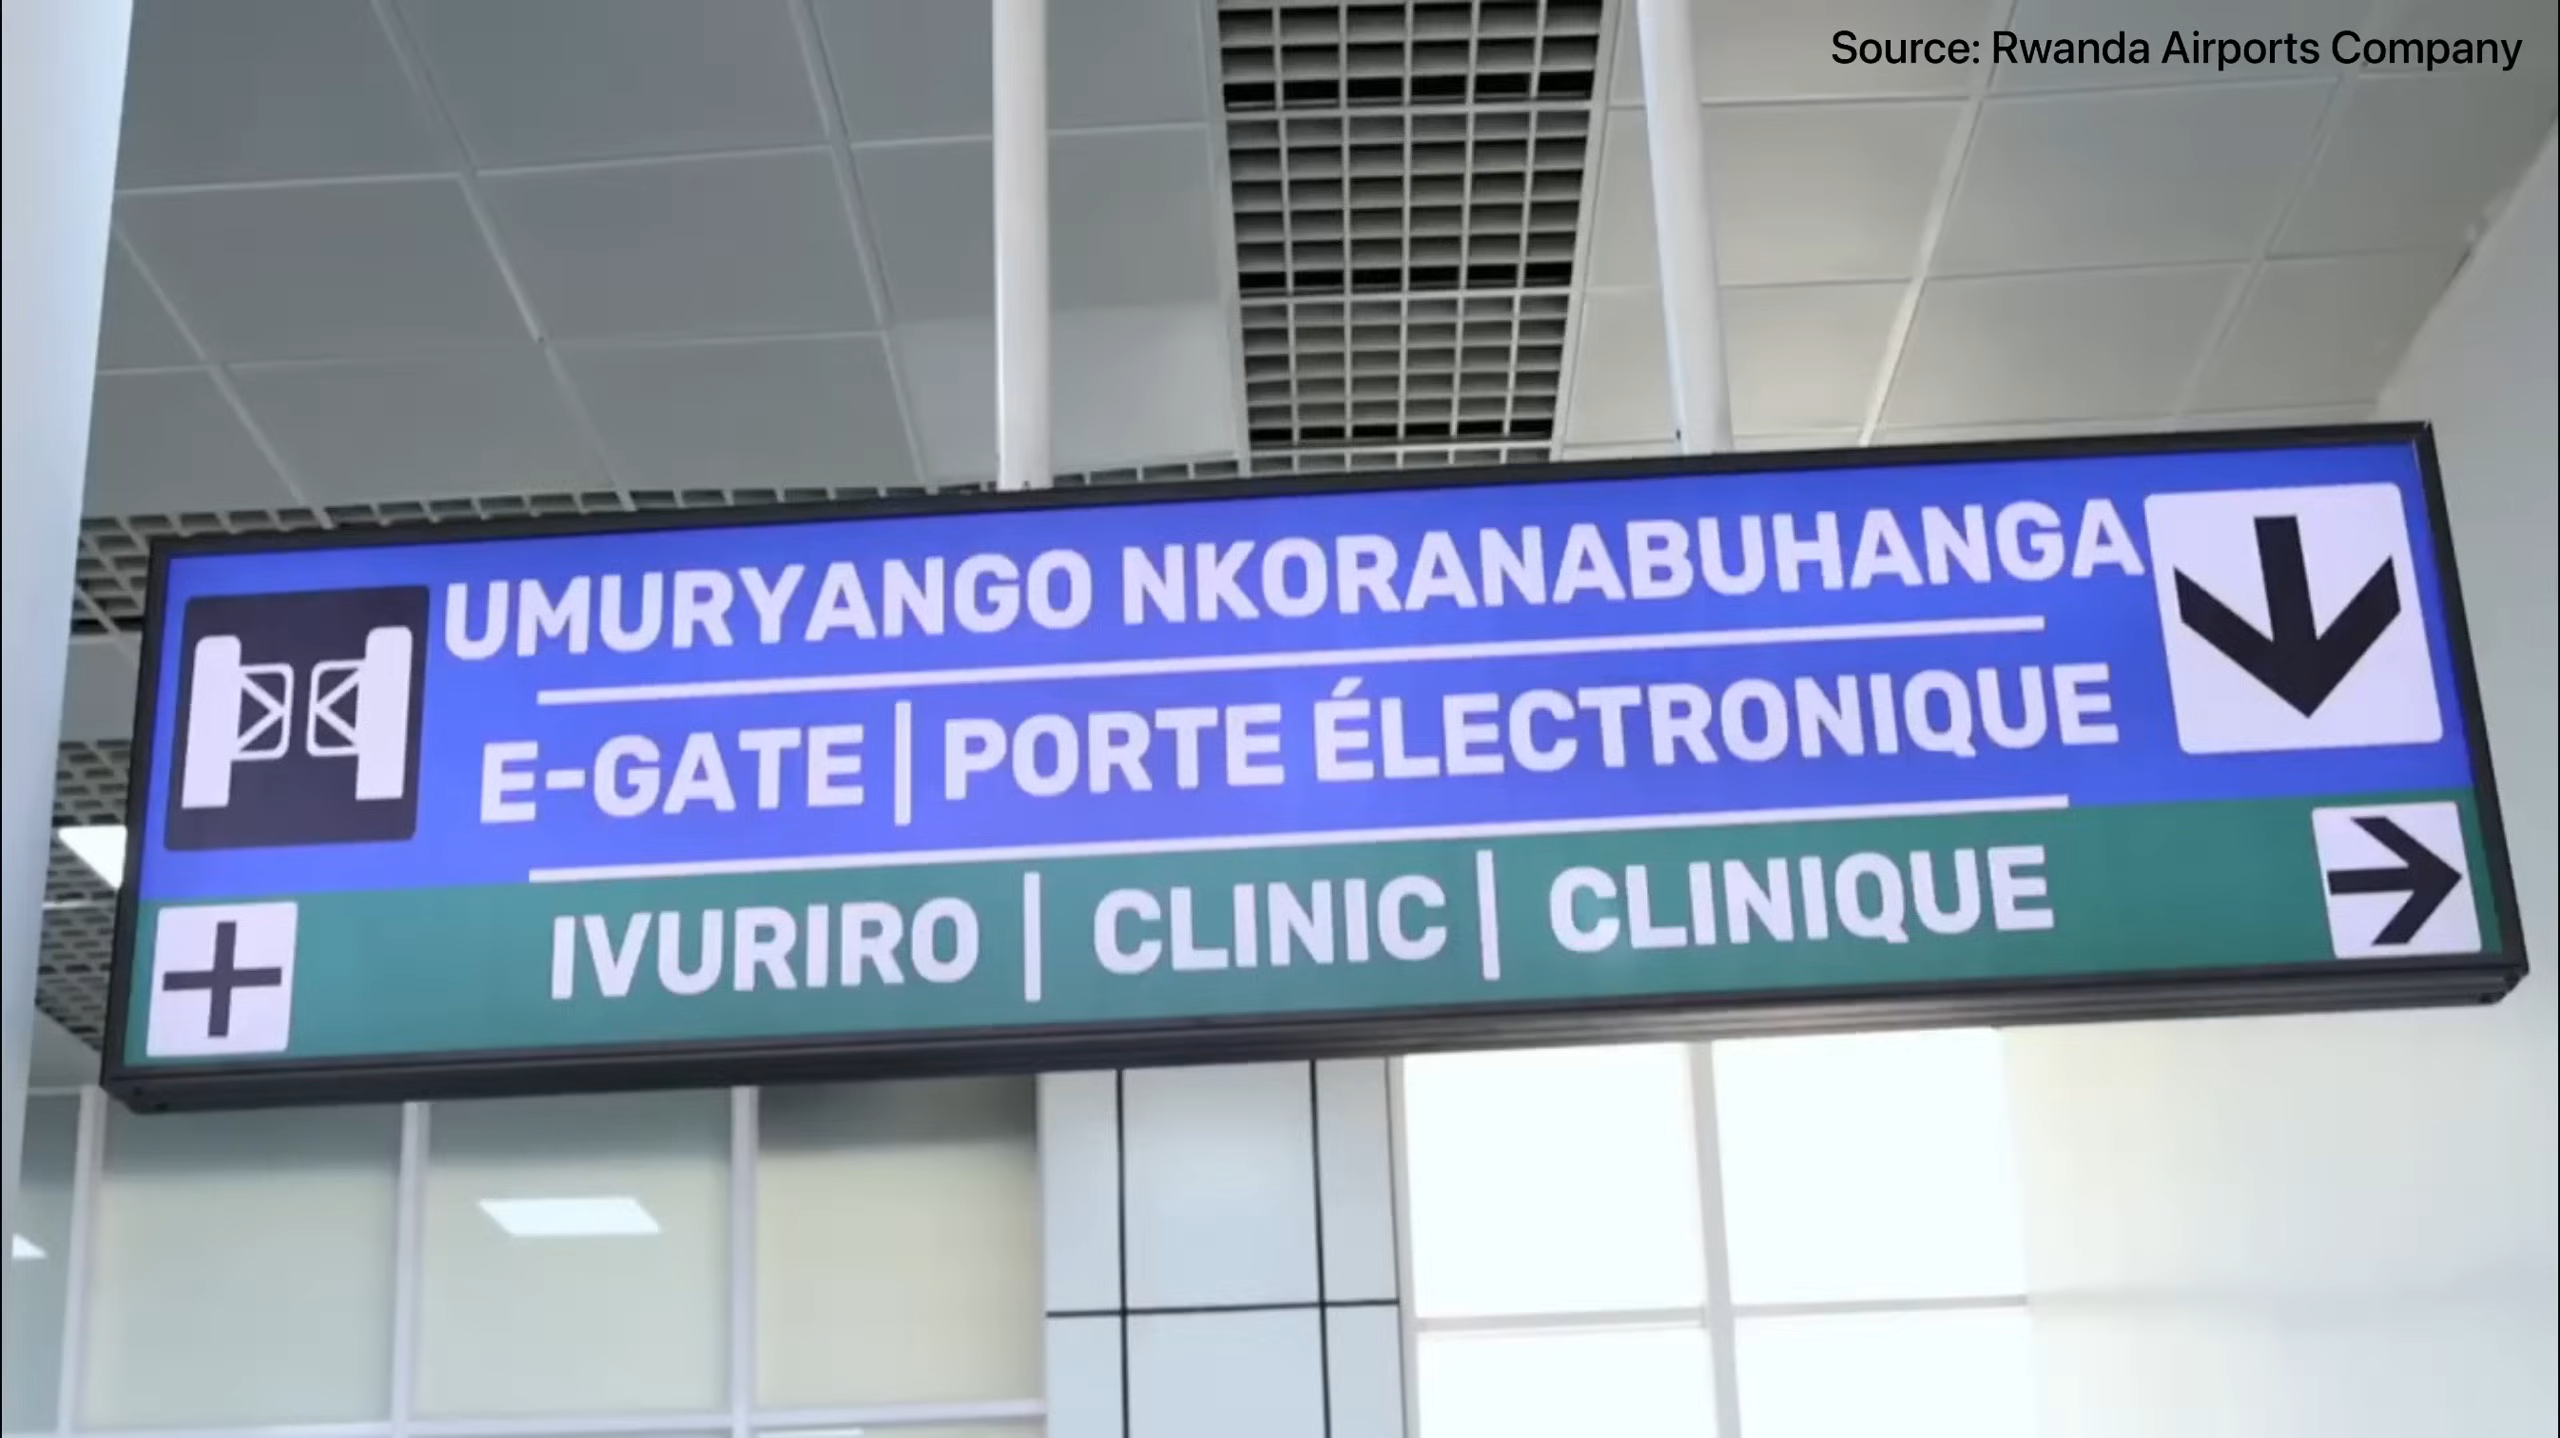 Source: Rwanda Airports Company
UMURYANGO NKORANABUHANGA
E-GATE | PORTE ÉLECTRONIQUE
IVURIRO | CLINIC | CLINIQUE